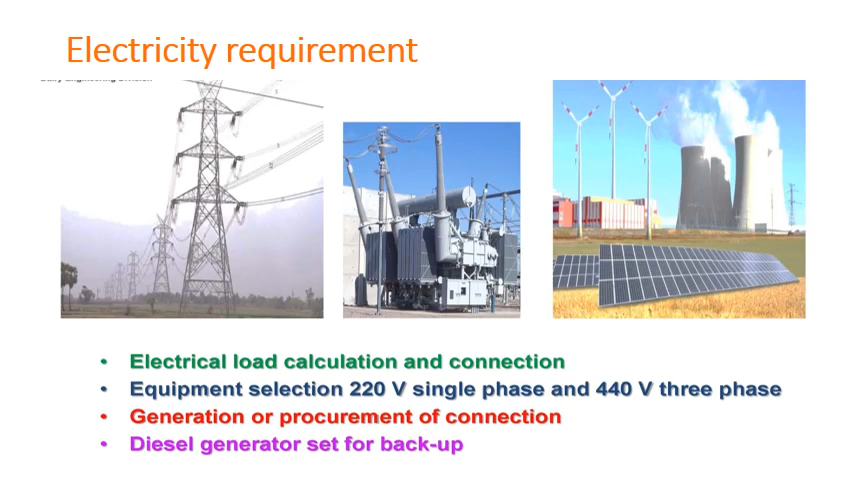 Electricity requirement
• Electrical load calculation and connection
• Equipment selection 220 V single phase and 440 V three phase
• Generation or procurement of connection
• Diesel generator set for back-up